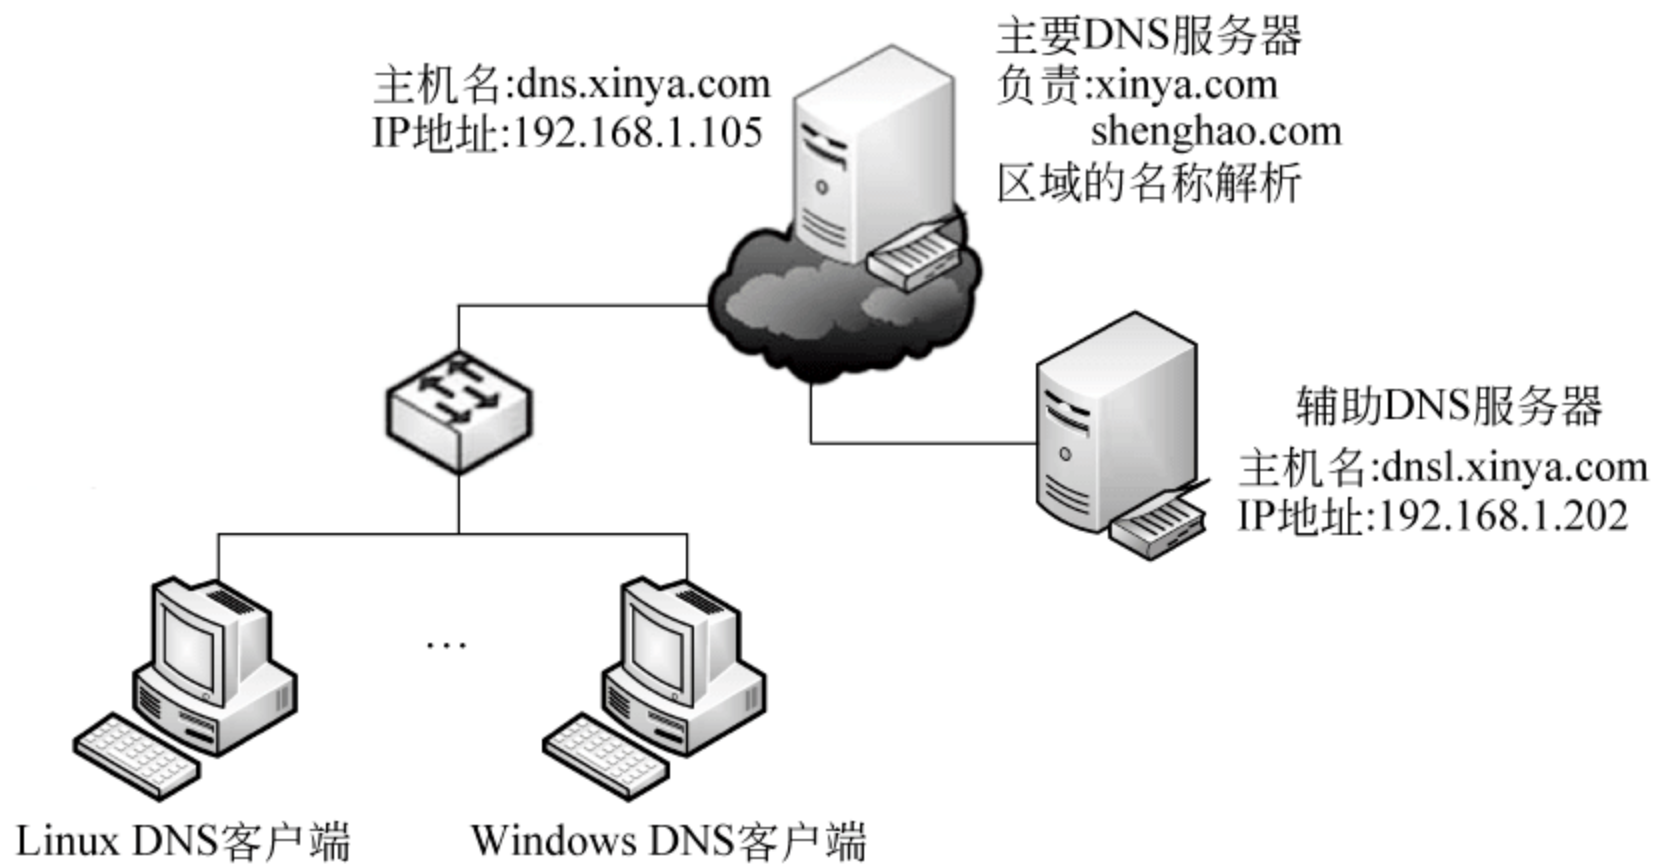 主机名:dns.xinya.com
IP地址:192.168.1.105
主要DNS服务器
负责:xinya.com
shenghao.com
区域的名称解析
辅助DNS服务器
主机名:dnsl.xinya.com
IP地址:192.168.1.202
…
Linux DNS客户端
Windows DNS客户端